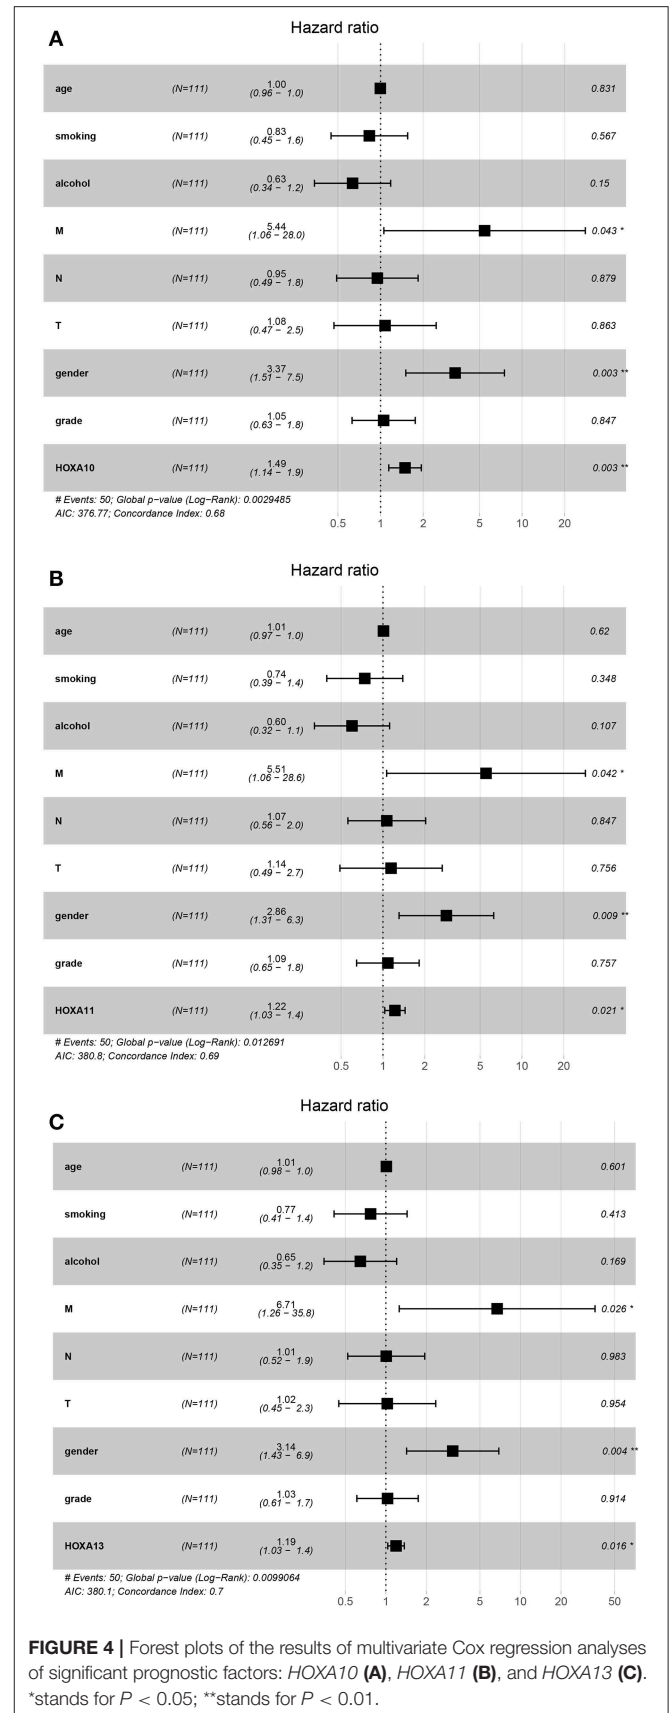 Hazard ratio
A
age (N=111) 1.00 (0.96 − 1.0) 0.831
smoking (N=111) 0.83 (0.45 − 1.6) 0.567
alcohol (N=111) 0.63 (0.34 − 1.2) 0.15
M (N=111) 5.44 (1.06 − 28.0) 0.043 *
N (N=111) 0.95 (0.49 − 1.8) 0.879
T (N=111) 1.08 (0.47 − 2.5) 0.863
gender (N=111) 3.37 (1.51 − 7.5) 0.003 **
grade (N=111) 1.05 (0.63 − 1.8) 0.847
HOXA10 (N=111) 1.49 (1.14 − 1.9) 0.003 **
# Events: 50; Global p−value (Log−Rank): 0.0029485
AIC: 376.77; Concordance Index: 0.68
0.5 1 2 5 10 20
Hazard ratio
B
age (N=111) 1.01 (0.97 − 1.0) 0.62
smoking (N=111) 0.74 (0.39 − 1.4) 0.348
alcohol (N=111) 0.60 (0.32 − 1.1) 0.107
M (N=111) 5.51 (1.06 − 28.6) 0.042 *
N (N=111) 1.07 (0.56 − 2.0) 0.847
T (N=111) 1.14 (0.49 − 2.7) 0.756
gender (N=111) 2.86 (1.31 − 6.3) 0.009 **
grade (N=111) 1.09 (0.65 − 1.8) 0.757
HOXA11 (N=111) 1.22 (1.03 − 1.4) 0.021 *
# Events: 50; Global p−value (Log−Rank): 0.012691
AIC: 380.8; Concordance Index: 0.69
0.5 1 2 5 10 20
Hazard ratio
C
age (N=111) 1.01 (0.98 − 1.0) 0.601
smoking (N=111) 0.77 (0.41 − 1.4) 0.413
alcohol (N=111) 0.65 (0.35 − 1.2) 0.169
M (N=111) 6.71 (1.26 − 35.8) 0.026 *
N (N=111) 1.01 (0.52 − 1.9) 0.983
T (N=111) 1.02 (0.45 − 2.3) 0.954
gender (N=111) 3.14 (1.43 − 6.9) 0.004 **
grade (N=111) 1.03 (0.61 − 1.7) 0.914
HOXA13 (N=111) 1.19 (1.03 − 1.4) 0.016 *
# Events: 50; Global p−value (Log−Rank): 0.0099064
AIC: 380.1; Concordance Index: 0.7
0.5 1 2 5 10 20 50
FIGURE 4 | Forest plots of the results of multivariate Cox regression analyses
of significant prognostic factors: HOXA10 (A), HOXA11 (B), and HOXA13 (C).
*stands for P < 0.05; **stands for P < 0.01.